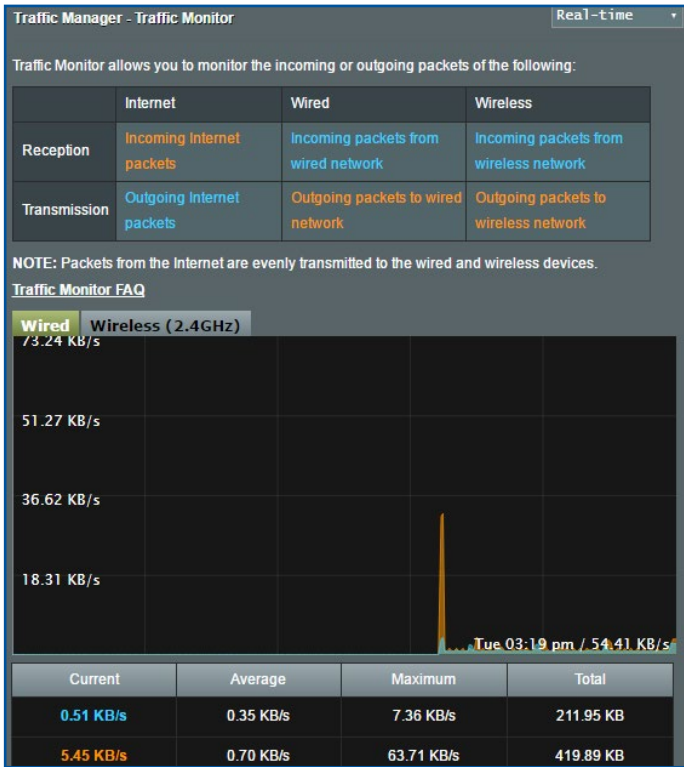 Traffic Manager - Traffic Monitor
Real-time
Traffic Monitor allows you to monitor the incoming or outgoing packets of the following:
Internet Wired Wireless
Reception
Incoming Internet packets
Incoming packets from wired network
Incoming packets from wireless network
Transmission
Outgoing Internet packets
Outgoing packets to wired network
Outgoing packets to wireless network
NOTE: Packets from the Internet are evenly transmitted to the wired and wireless devices.
Traffic Monitor FAQ
Wired Wireless (2.4GHz)
73.24 KB/s
51.27 KB/s
36.62 KB/s
18.31 KB/s
Tue 03:19 pm / 54.41 KB/s
Current Average Maximum Total
0.51 KB/s 0.35 KB/s 7.36 KB/s 211.95 KB
5.45 KB/s 0.70 KB/s 63.71 KB/s 419.89 KB